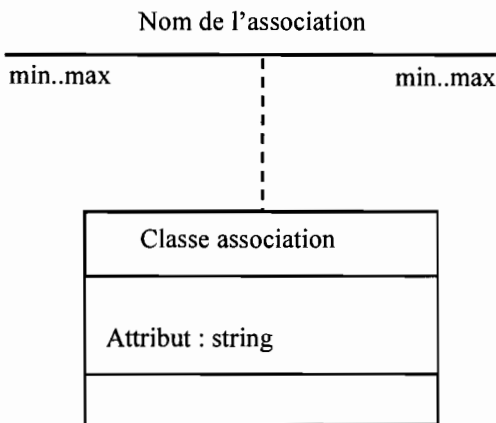 Nom de l'association
min..max
min..max
Classe association
Attribut : string